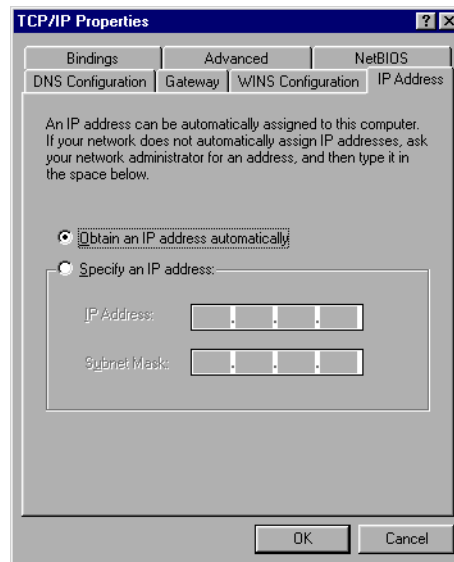 TCP/IP Properties
Bindings
Advanced
NetBIOS
DNS Configuration
Gateway
WINS Configuration
IP Address
An IP address can be automatically assigned to this computer.
If your network does not automatically assign IP addresses, ask
your network administrator for an address, and then type it in
the space below.
Obtain an IP address automatically
Specify an IP address:
IP Address:
Subnet Mask:
OK
Cancel